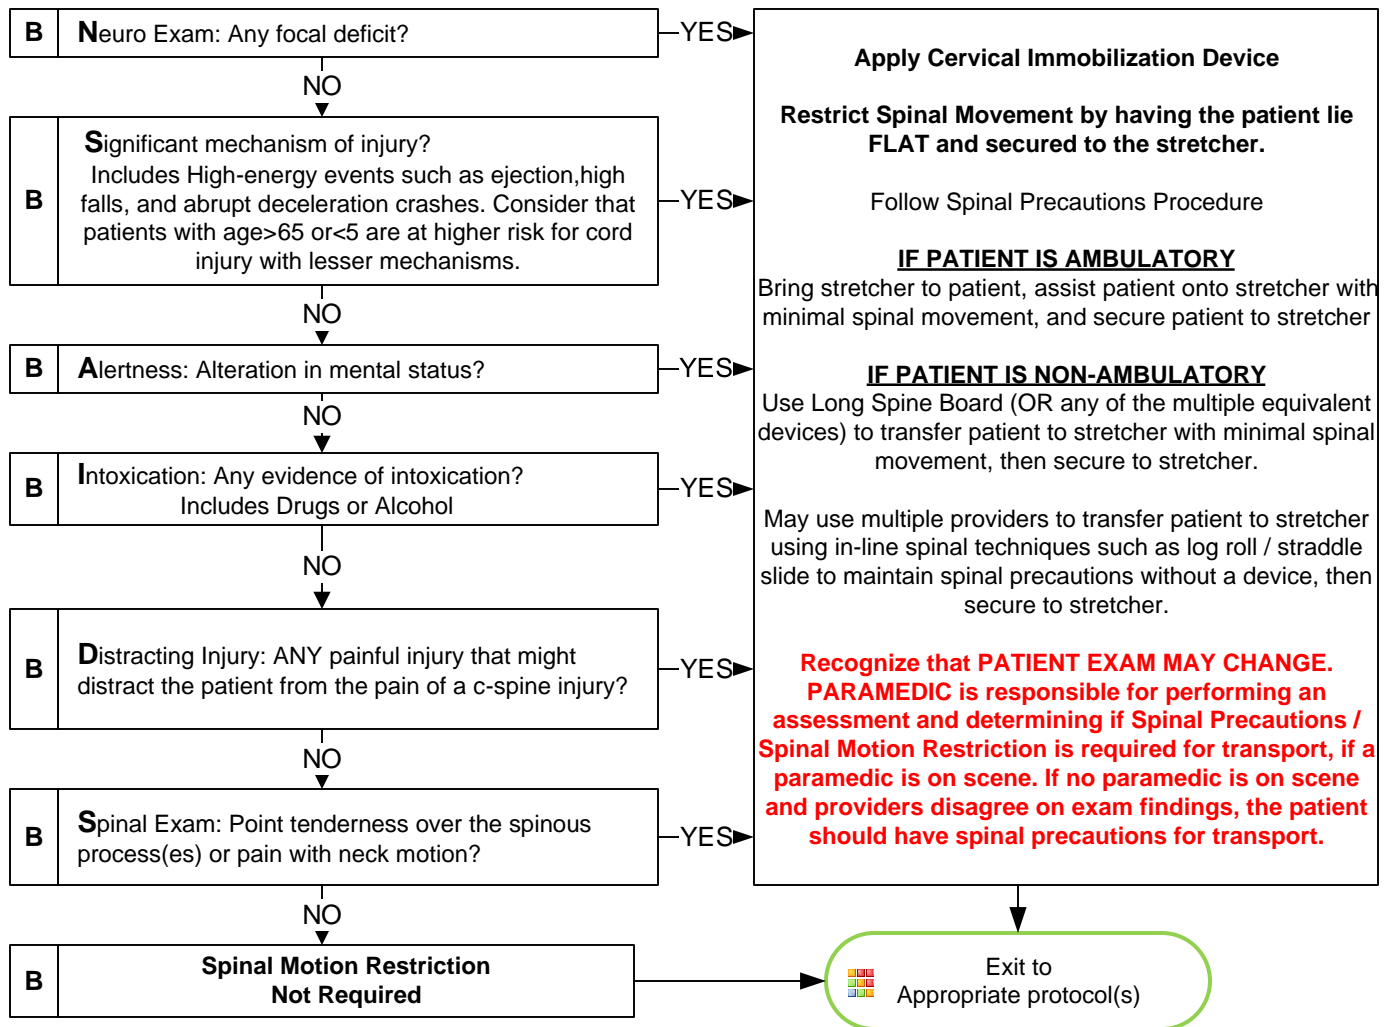 B
Neuro Exam: Any focal deficit?
YES
NO
B
Significant mechanism of injury?
Includes High-energy events such as ejection,high
falls, and abrupt deceleration crashes. Consider that
patients with age>65 or<5 are at higher risk for cord
injury with lesser mechanisms.
YES
NO
B
Alertness: Alteration in mental status?
YES
NO
B
Intoxication: Any evidence of intoxication?
Includes Drugs or Alcohol
YES
NO
B
Distracting Injury: ANY painful injury that might
distract the patient from the pain of a c-spine injury?
YES
NO
B
Spinal Exam: Point tenderness over the spinous
process(es) or pain with neck motion?
YES
NO
B
Spinal Motion Restriction
Not Required
Apply Cervical Immobilization Device
Restrict Spinal Movement by having the patient lie
FLAT and secured to the stretcher.
Follow Spinal Precautions Procedure
IF PATIENT IS AMBULATORY
Bring stretcher to patient, assist patient onto stretcher with
minimal spinal movement, and secure patient to stretcher
IF PATIENT IS NON-AMBULATORY
Use Long Spine Board (OR any of the multiple equivalent
devices) to transfer patient to stretcher with minimal spinal
movement, then secure to stretcher.
May use multiple providers to transfer patient to stretcher
using in-line spinal techniques such as log roll / straddle
slide to maintain spinal precautions without a device, then
secure to stretcher.
Recognize that PATIENT EXAM MAY CHANGE.
PARAMEDIC is responsible for performing an
assessment and determining if Spinal Precautions /
Spinal Motion Restriction is required for transport, if a
paramedic is on scene. If no paramedic is on scene
and providers disagree on exam findings, the patient
should have spinal precautions for transport.
Exit to
Appropriate protocol(s)